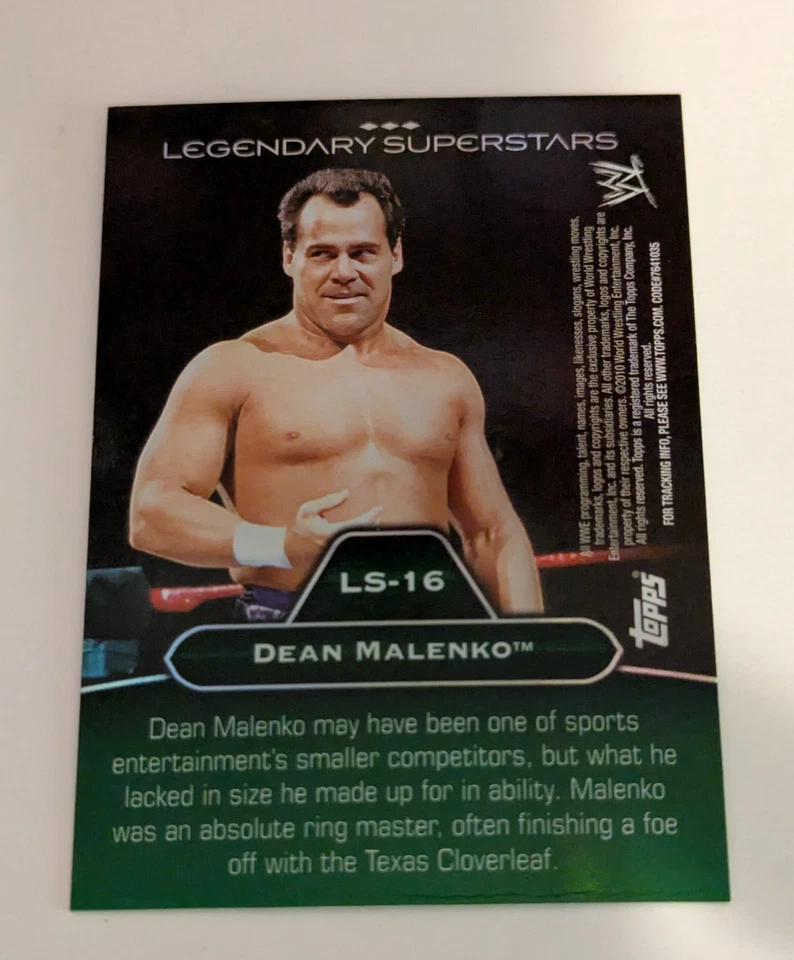 LEGENDARY SUPERSTARS
W
All WWE programming, talent, names, images, likenesses, slogans, wrestling moves,
trademarks, logos and copyrights are the exclusive property of World Wrestling
Entertainment, Inc. and its subsidiaries. All other trademarks, logos and copyrights are
property of their respective owners. ©2010 World Wrestling Entertainment, Inc.
All rights reserved. Topps is a registered trademark of The Topps Company, Inc.
All rights reserved.
FOR TRACKING INFO, PLEASE SEE WWW.TOPPS.COM. CODE#7641035
topps®
LS-16
DEAN MALENKO™
Dean Malenko may have been one of sports
entertainment's smaller competitors, but what he
lacked in size he made up for in ability. Malenko
was an absolute ring master, often finishing a foe
off with the Texas Cloverleaf.